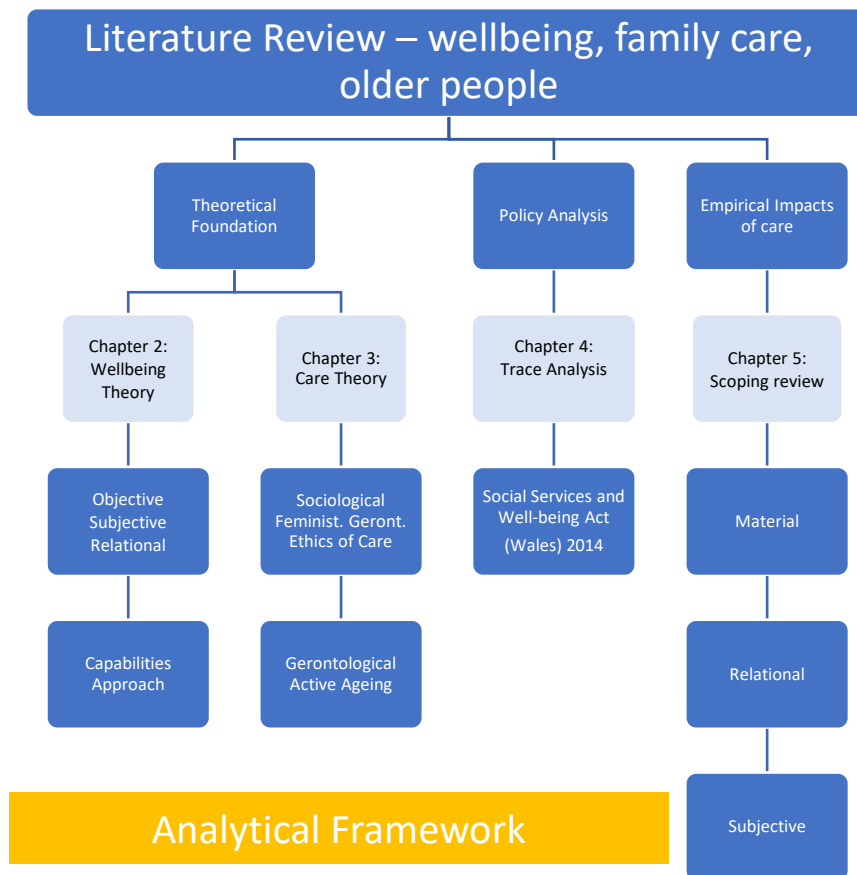 Literature Review – wellbeing, family care,
older people
Theoretical
Foundation
Policy Analysis
Empirical Impacts
of care
Chapter 2:
Wellbeing
Theory
Chapter 3:
Care Theory
Chapter 4:
Trace Analysis
Chapter 5:
Scoping review
Objective
Subjective
Relational
Sociological
Feminist. Geront.
Ethics of Care
Social Services and
Well-being Act
(Wales) 2014
Material
Capabilities
Approach
Gerontological
Active Ageing
Relational
Analytical Framework
Subjective